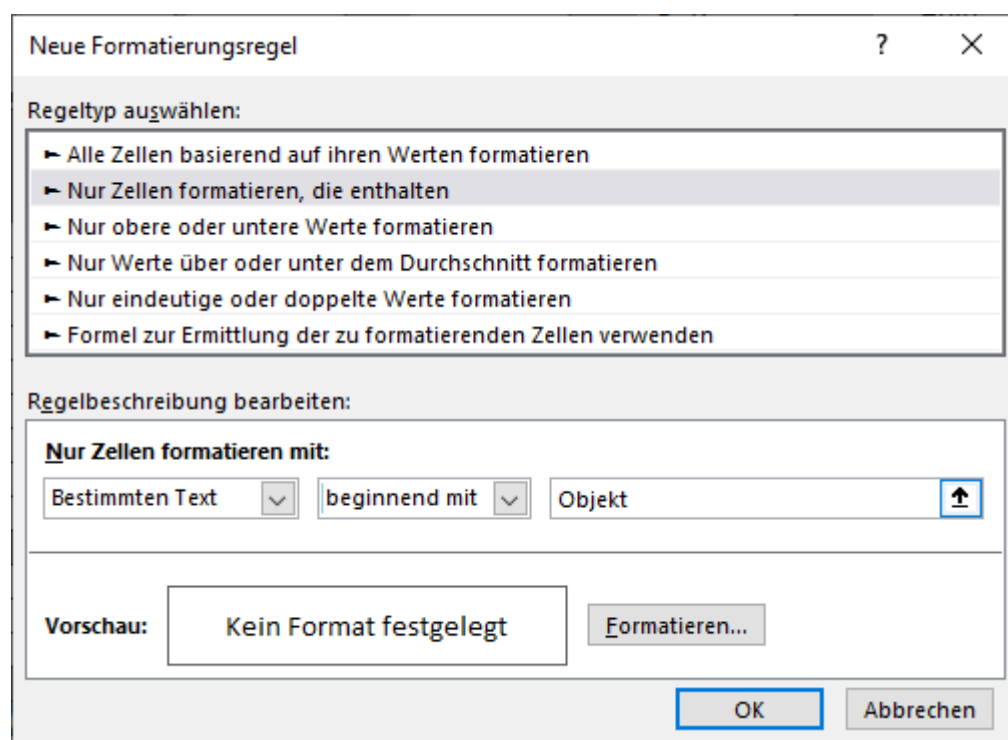 Neue Formatierungsregel ?
Regeltyp auswählen:
► Alle Zellen basierend auf ihren Werten formatieren
► Nur Zellen formatieren, die enthalten
► Nur obere oder untere Werte formatieren
► Nur Werte über oder unter dem Durchschnitt formatieren
► Nur eindeutige oder doppelte Werte formatieren
► Formel zur Ermittlung der zu formatierenden Zellen verwenden
Regelbeschreibung bearbeiten:
Nur Zellen formatieren mit:
Bestimmten Text beginnend mit Objekt
Vorschau: Kein Format festgelegt Formatieren...
OK Abbrechen